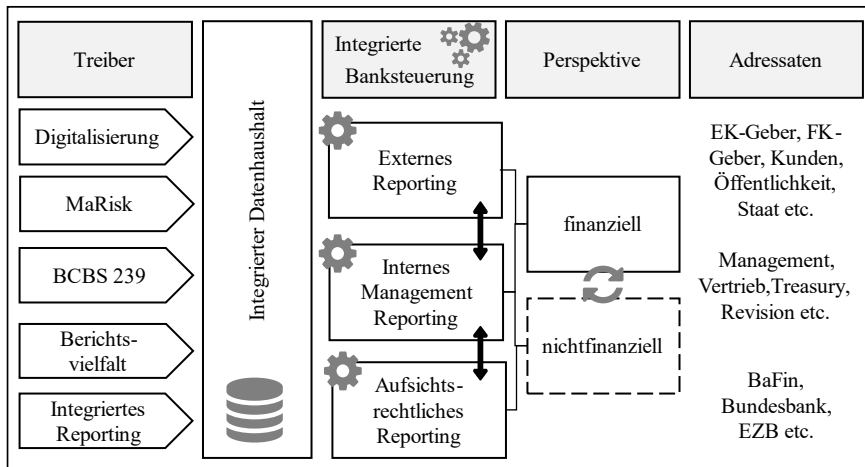 Treiber
Digitalisierung
MaRisk
BCBS 239
Berichts-
vielfalt
Integriertes
Reporting
Integrierter Datenhaushalt
Integrierte
Banksteuerung
Externes
Reporting
Internes
Management
Reporting
Aufsichts-
rechtliches
Reporting
Perspektive
finanziell
nichtfinanziell
Adressaten
EK-Geber, FK-
Geber, Kunden,
Öffentlichkeit,
Staat etc.
Management,
Vertrieb,Treasury,
Revision etc.
BaFin,
Bundesbank,
EZB etc.